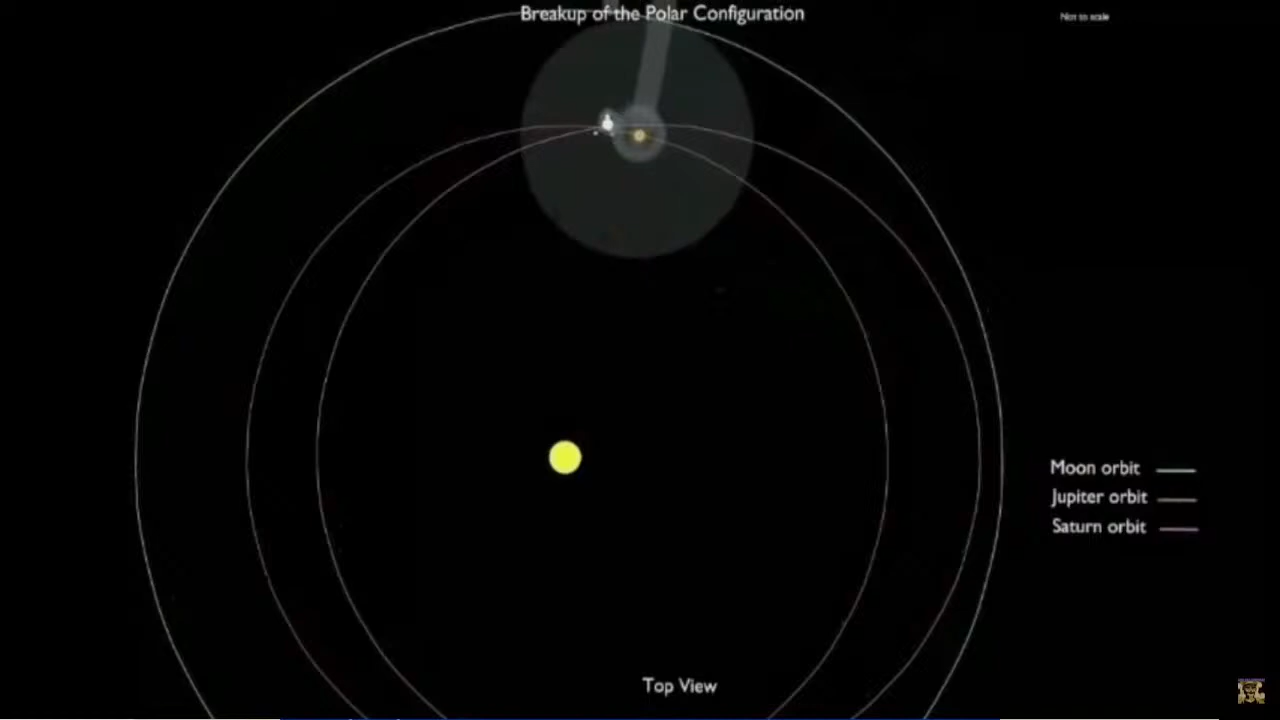 Breakup of the Polar Configuration
Not to scale
Moon orbit
Jupiter orbit
Saturn orbit
Top View